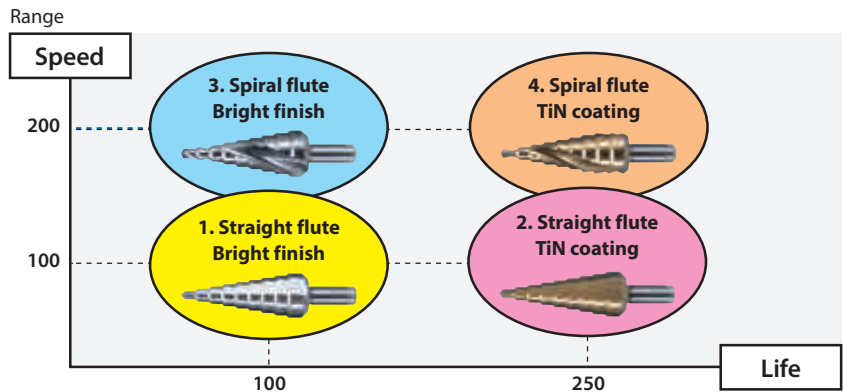 Range
Speed
3. Spiral flute
Bright finish
4. Spiral flute
TiN coating
200
1. Straight flute
Bright finish
2. Straight flute
TiN coating
100
Life
100
250